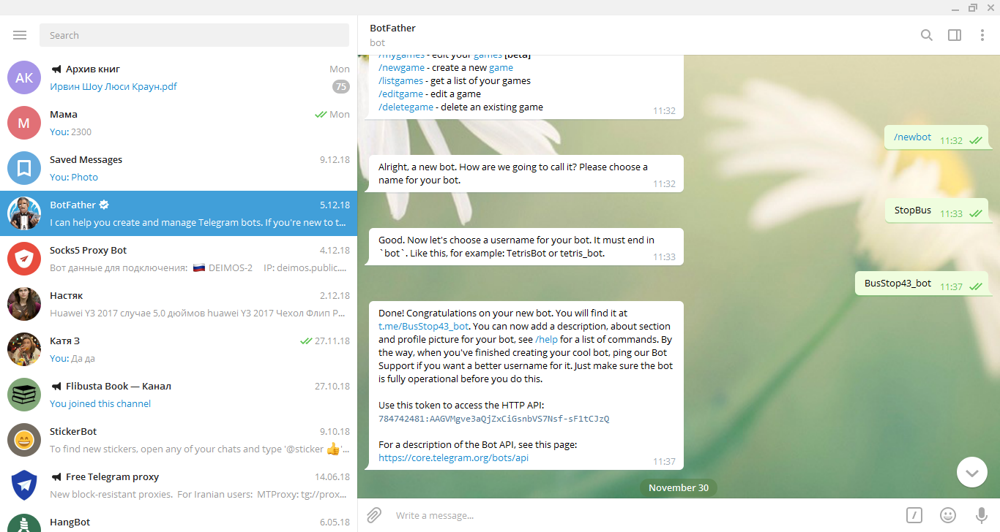 Search
Архив книг
Mon
AK
Ирвин Шоу Люси Краун.pdf
75
Мама
Mon
М
You: 2300
Saved Messages
9.12.18
You: Photo
BotFather
5.12.18
I can help you create and manage Telegram bots. If you're new to t...
Socks5 Proxy Bot
4.12.18
Вот данные для подключения: 🇷🇺 DEIMOS-2 IP: deimos.public....
Настяк
2.12.18
Huawei Y3 2017 случае 5,0 дюймов huawei Y3 2017 Чехол Флип P...
Катя З
27.11.18
You: Да да
Flibusta Book — Канал
27.10.18
You joined this channel
StickerBot
9.10.18
To find new stickers, open any of your chats and type '@sticker 👍'...
Free Telegram proxy
14.06.18
New block-resistant proxies. For Iranian users: MTProxy: tg://prox...
HangBot
6.05.18
BotFather
bot
/mygames - edit your games [beta]
/newgame - create a new game
/listgames - get a list of your games
/editgame - edit a game
/deletegame - delete an existing game
11:32
/newbot 11:32
Alright, a new bot. How are we going to call it? Please choose a
name for your bot.
11:32
StopBus 11:33
Good. Now let's choose a username for your bot. It must end in
`bot`. Like this, for example: TetrisBot or tetris_bot.
11:33
BusStop43_bot 11:37
Done! Congratulations on your new bot. You will find it at
t.me/BusStop43_bot. You can now add a description, about section
and profile picture for your bot, see /help for a list of commands. By
the way, when you've finished creating your cool bot, ping our Bot
Support if you want a better username for it. Just make sure the bot
is fully operational before you do this.
Use this token to access the HTTP API:
784742481:AAGVMgve3aQjZxCiGsnbVS7Nsf-sF1tCJzQ
For a description of the Bot API, see this page:
https://core.telegram.org/bots/api
11:37
November 30
Write a message...